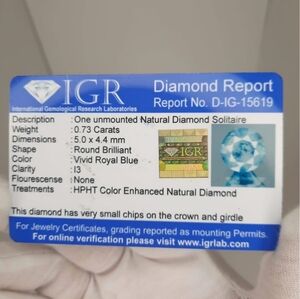 IGR
International Gemological Research Laboratories
Diamond Report
Report No. D-IG-15619
Description : One unmounted Natural Diamond Solitaire
Weight : 0.73 Carats
Dimensions : 5.0 x 4.4 mm
Shape : Round Brilliant
Color : Vivid Royal Blue
Clarity : I3
Flourescense : None
Treatments : HPHT Color Enhanced Natural Diamond
IGR
This diamond has very small chips on the crown and girdle
For Jewelry Certificates, grading reported as mounting Permits.
For online verification please visit www.igrlab.com